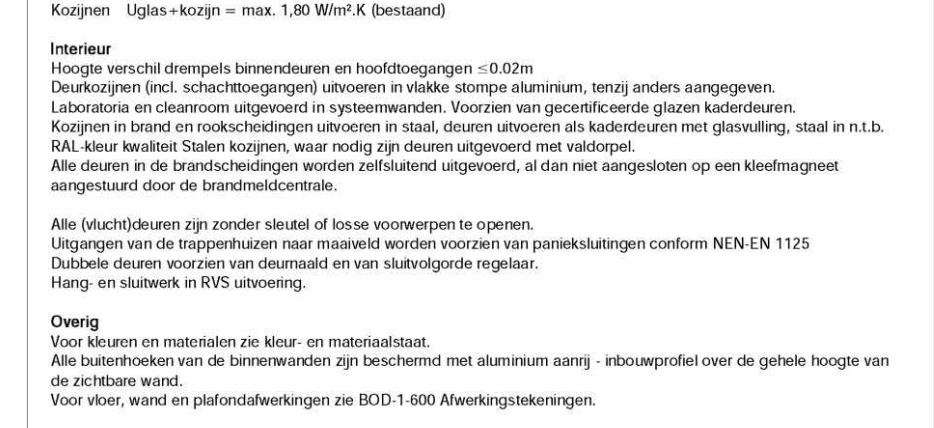 Kozijnen Uglas+kozijn = max. 1,80 W/m².K (bestaand)
Interieur
Hoogte verschil drempels binnendeuren en hoofdtoegangen ≤0.02m
Deurkozijnen (incl. schachttoegangen) uitvoeren in vlakke stompe aluminium, tenzij anders aangegeven.
Laboratoria en cleanroom uitgevoerd in systeemwanden. Voorzien van gecertificeerde glazen kaderdeuren.
Kozijnen in brand en rookscheidingen uitvoeren in staal, deuren uitvoeren als kaderdeuren met glasvulling, staal in n.t.b.
RAL-kleur kwaliteit Stalen kozijnen, waar nodig zijn deuren uitgevoerd met valdorpel.
Alle deuren in de brandscheidingen worden zelfsluitend uitgevoerd, al dan niet aangesloten op een kleefmagneet
aangestuurd door de brandmeldcentrale.
Alle (vlucht)deuren zijn zonder sleutel of losse voorwerpen te openen.
Uitgangen van de trappenhuizen naar maaiveld worden voorzien van panieksluitingen conform NEN-EN 1125
Dubbele deuren voorzien van deurnaald en van sluitvolgorde regelaar.
Hang- en sluitwerk in RVS uitvoering.
Overig
Voor kleuren en materialen zie kleur- en materiaalstaat.
Alle buitenhoeken van de binnenwanden zijn beschermd met aluminium aanrij - inbouwprofiel over de gehele hoogte van
de zichtbare wand.
Voor vloer, wand en plafondafwerkingen zie BOD-1-600 Afwerkingstekeningen.